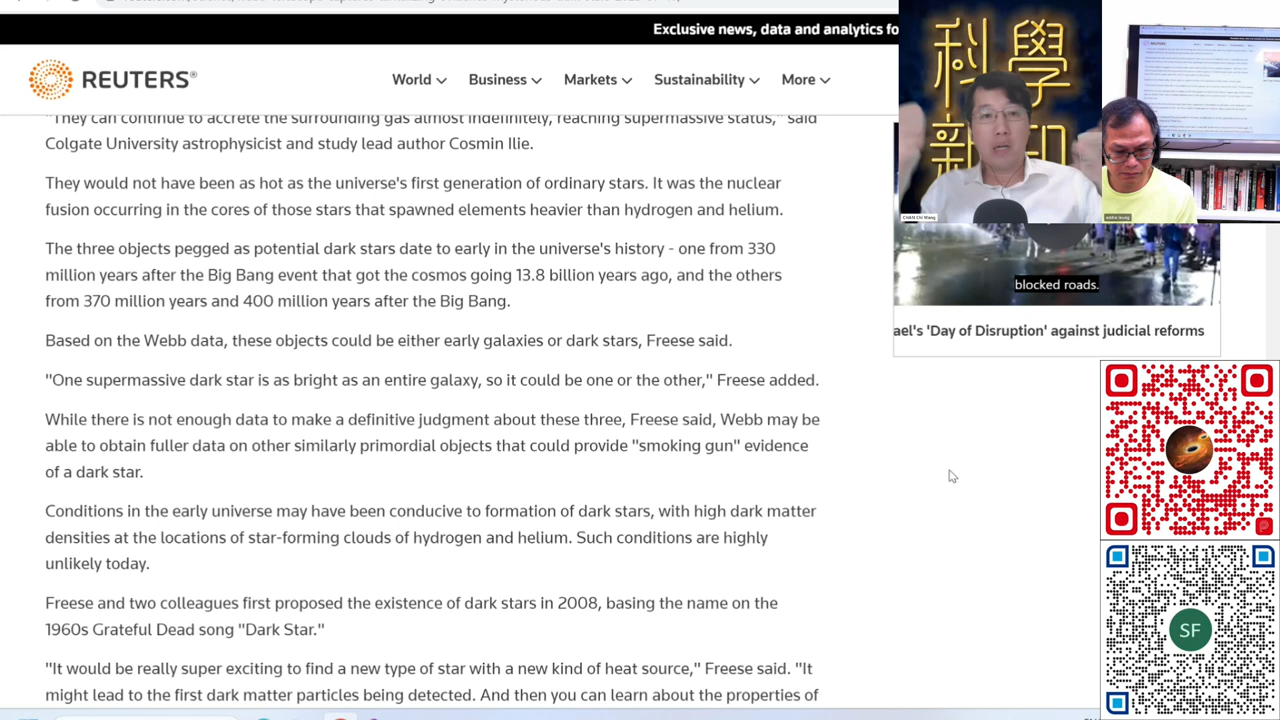 Exclusive news, data and analytics fo
REUTERS®
World
Markets
Sustainability
More
"They can continue to accrete the surrounding gas almost
reaching supermassive status,"
Colgate University astrophysicist and study lead author Cosmin Ilie.
They would not have been as hot as the universe's first generation of ordinary stars. It was the nuclear
fusion occurring in the cores of those stars that spawned elements heavier than hydrogen and helium.
The three objects pegged as potential dark stars date to early in the universe's history - one from 330
million years after the Big Bang event that got the cosmos going 13.8 billion years ago, and the others
from 370 million years and 400 million years after the Big Bang.
Based on the Webb data, these objects could be either early galaxies or dark stars, Freese said.
"One supermassive dark star is as bright as an entire galaxy, so it could be one or the other," Freese added.
While there is not enough data to make a definitive judgment about these three, Freese said, Webb may be
able to obtain fuller data on other similarly primordial objects that could provide "smoking gun" evidence
of a dark star.
Conditions in the early universe may have been conducive to formation of dark stars, with high dark matter
densities at the locations of star-forming clouds of hydrogen and helium. Such conditions are highly
unlikely today.
Freese and two colleagues first proposed the existence of dark stars in 2008, basing the name on the
1960s Grateful Dead song "Dark Star."
"It would be really super exciting to find a new type of star with a new kind of heat source," Freese said. "It
might lead to the first dark matter particles being detected. And then you can learn about the properties of
科學
新
CHAN Chi Wang
eddie leung
blocked roads.
ael's 'Day of Disruption' against judicial reforms
SF